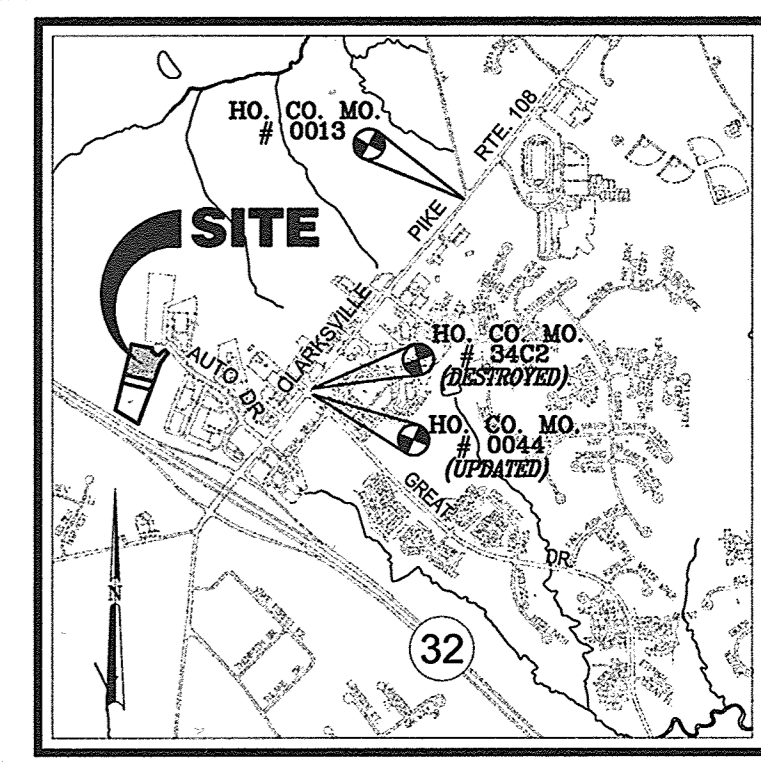 HO. CO. MO.
# 0013
PIKE RTE. 108
SITE
CLARKSVILLE
AUTO DR.
HO. CO. MO.
# 34C2
(DESTROYED)
HO. CO. MO.
# 0044
(UPDATED)
GREAT
DR.
N
32